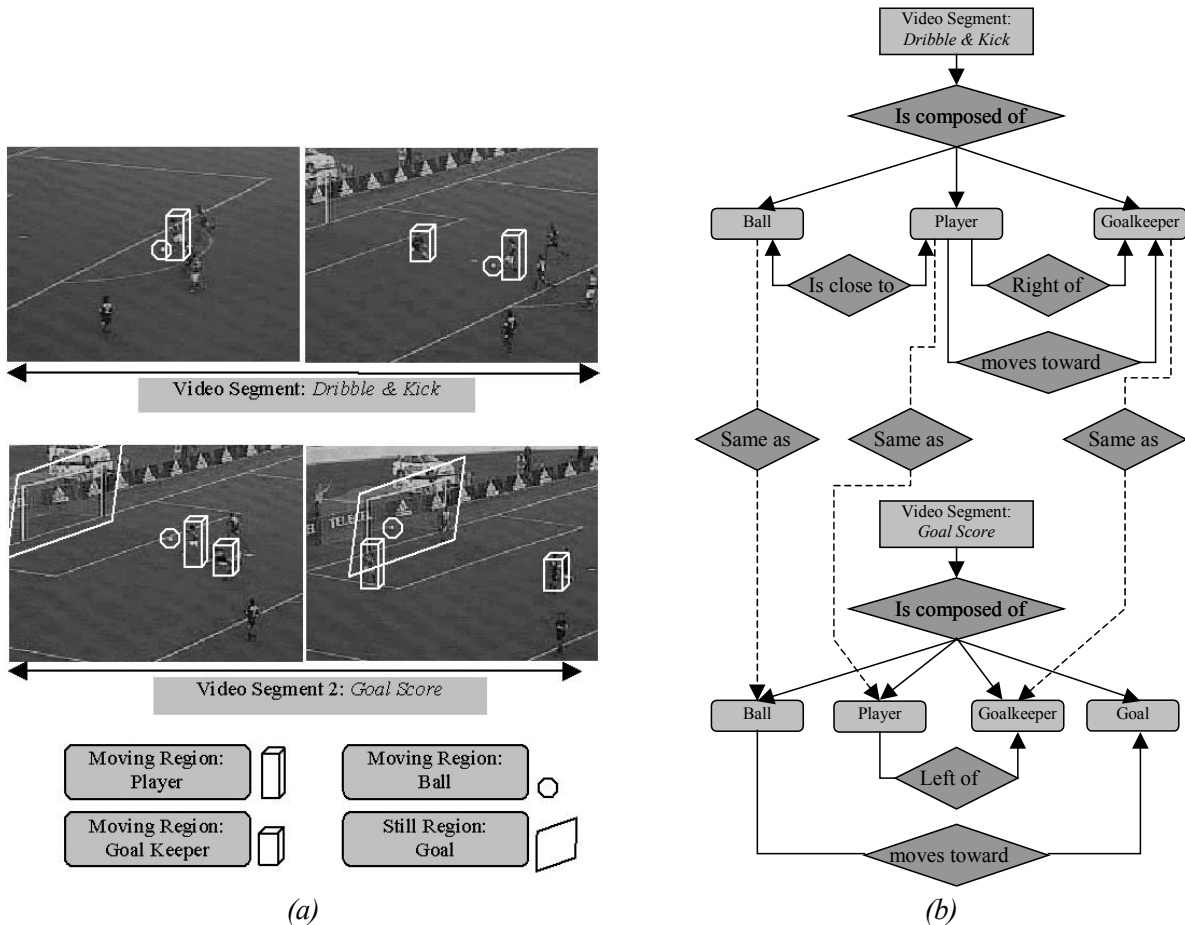 Video Segment: Dribble & Kick
Video Segment 2: Goal Score
TELECEL
Moving Region:
Player
Moving Region:
Ball
Moving Region:
Goal Keeper
Still Region:
Goal
(a)
Video Segment:
Dribble & Kick
Is composed of
Ball
Player
Goalkeeper
Is close to
Right of
moves toward
Same as
Same as
Same as
Video Segment:
Goal Score
Is composed of
Ball
Player
Goalkeeper
Goal
Left of
moves toward
(b)